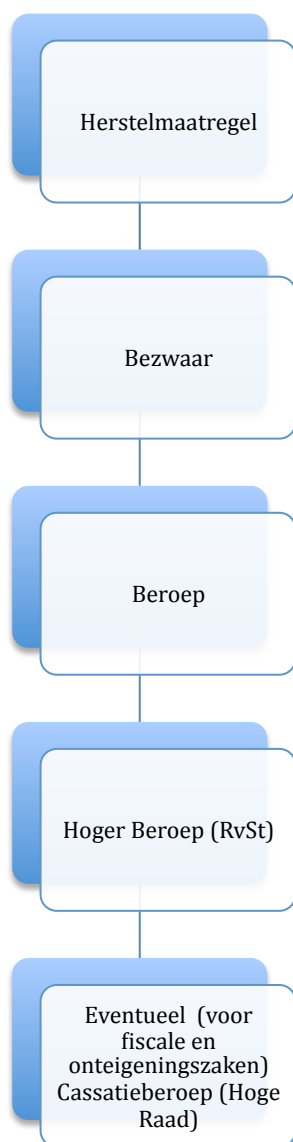 Herstelmaatregel
Bezwaar
Beroep
Hoger Beroep (RvSt)
Eventueel (voor
fiscale en
onteigeningszaken)
Cassatieberoep (Hoge
Raad)